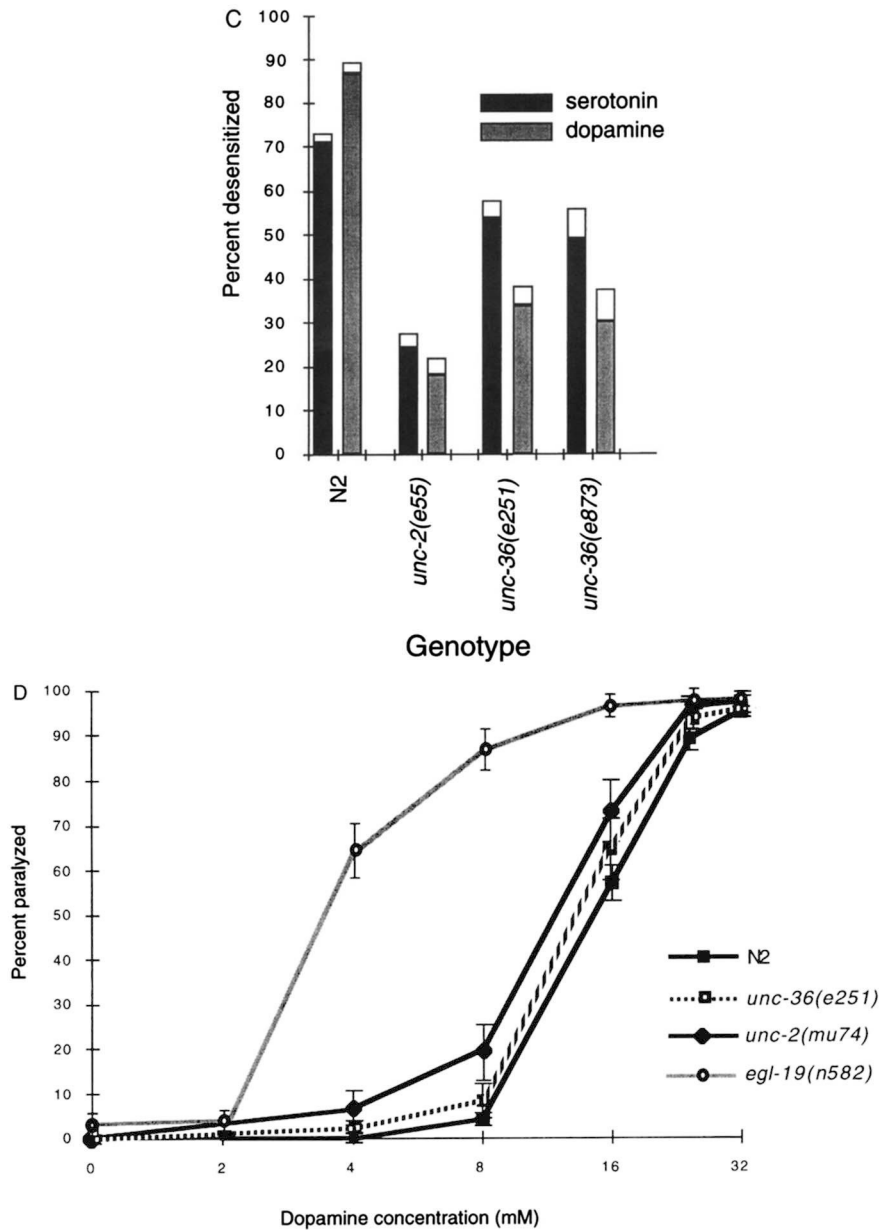 C
Percent desensitized
100
90
80
70
60
50
40
30
20
10
0
serotonin
dopamine
N2
unc-2(e55)
unc-36(e251)
unc-36(e873)
Genotype
D
Percent paralyzed
100
90
80
70
60
50
40
30
20
10
0
N2
unc-36(e251)
unc-2(mu74)
egl-19(n582)
0 2 4 8 16 32
Dopamine concentration (mM)